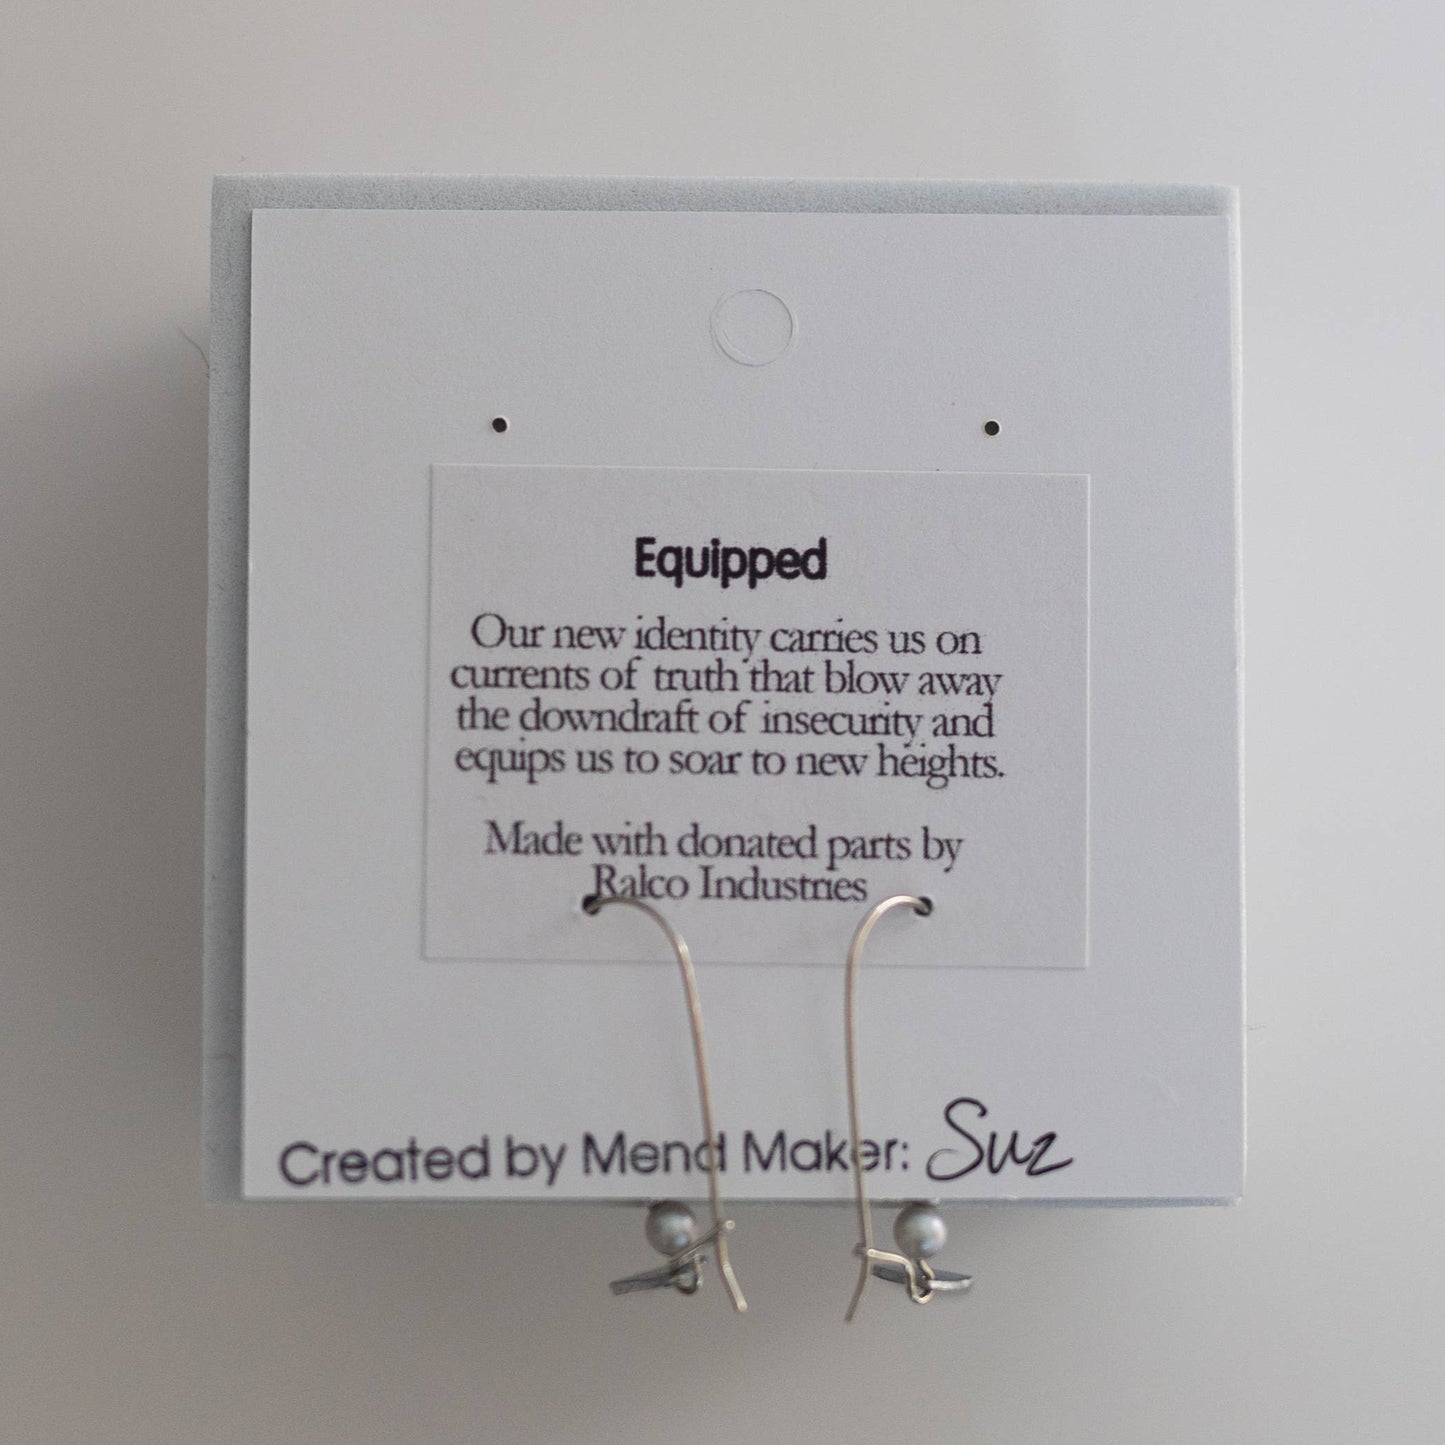 Equipped
Our new identity carries us on
currents of truth that blow away
the downdraft of insecurity and
equips us to soar to new heights.
Made with donated parts by
Ralco Industries
Created by Mend Maker: Suz